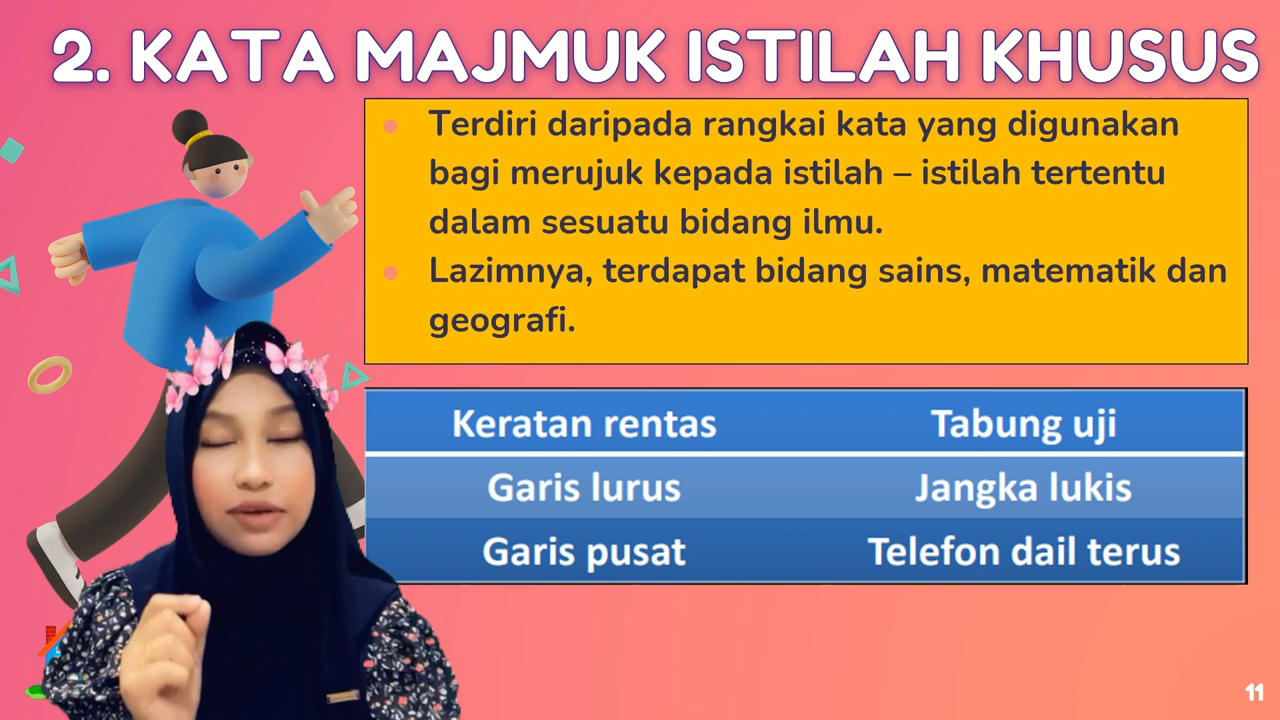 2. KATA MAJMUK ISTILAH KHUSUS
Terdiri daripada rangkai kata yang digunakan
bagi merujuk kepada istilah – istilah tertentu
dalam sesuatu bidang ilmu.
Lazimnya, terdapat bidang sains, matematik dan
geografi.
Keratan rentas Tabung uji
Garis lurus Jangka lukis
Garis pusat Telefon dail terus
11